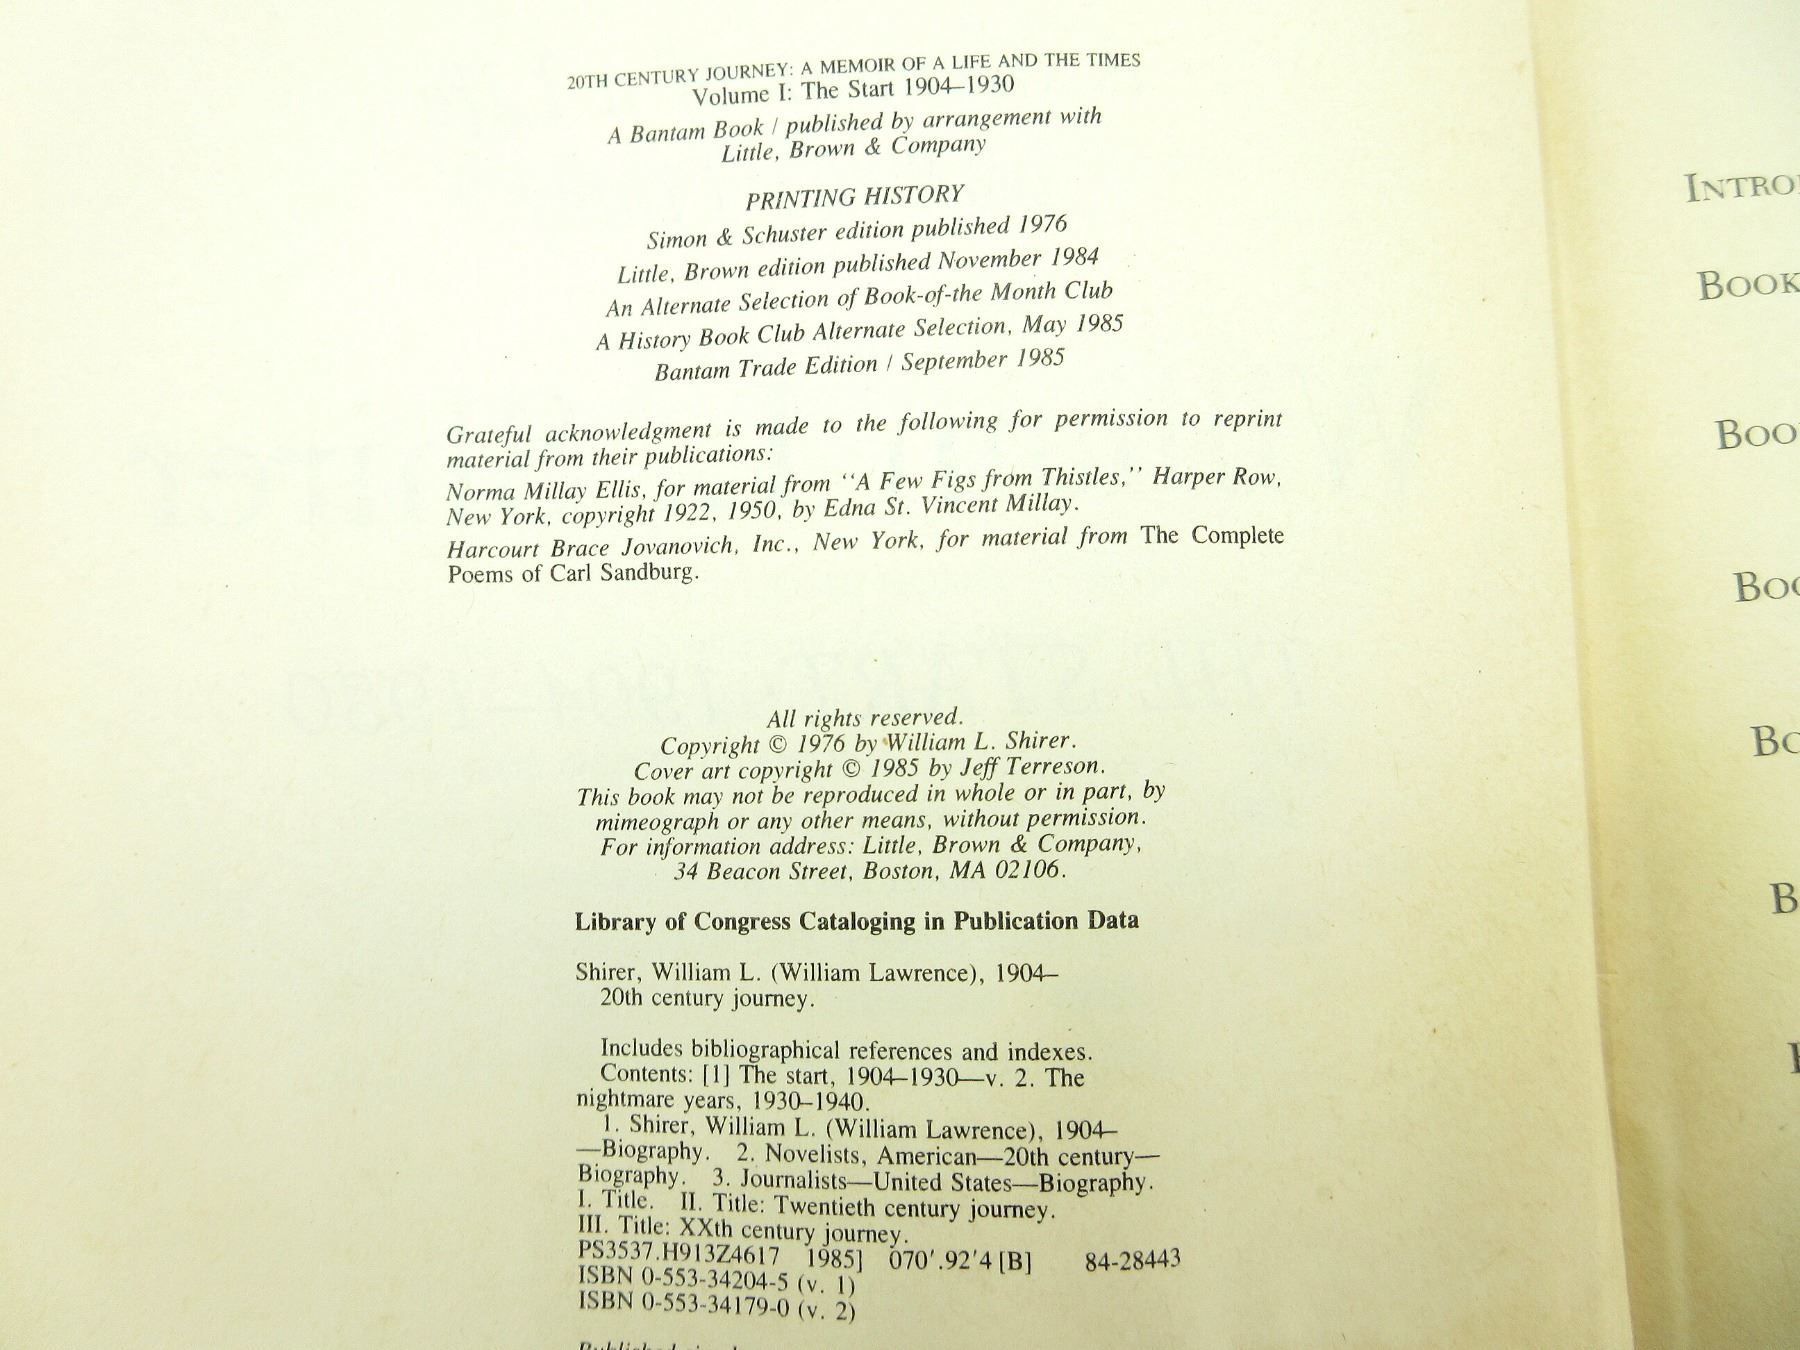 20TH CENTURY JOURNEY: A MEMOIR OF A LIFE AND THE TIMES
Volume I: The Start 1904–1930
A Bantam Book / published by arrangement with
Little, Brown & Company
PRINTING HISTORY
Simon & Schuster edition published 1976
Little, Brown edition published November 1984
An Alternate Selection of Book-of-the Month Club
A History Book Club Alternate Selection, May 1985
Bantam Trade Edition / September 1985
Grateful acknowledgment is made to the following for permission to reprint
material from their publications:
Norma Millay Ellis, for material from ‘‘A Few Figs from Thistles,’’ Harper Row,
New York, copyright 1922, 1950, by Edna St. Vincent Millay.
Harcourt Brace Jovanovich, Inc., New York, for material from The Complete
Poems of Carl Sandburg.
All rights reserved.
Copyright © 1976 by William L. Shirer.
Cover art copyright © 1985 by Jeff Terreson.
This book may not be reproduced in whole or in part, by
mimeograph or any other means, without permission.
For information address: Little, Brown & Company,
34 Beacon Street, Boston, MA 02106.
Library of Congress Cataloging in Publication Data
Shirer, William L. (William Lawrence), 1904–
20th century journey.
Includes bibliographical references and indexes.
Contents: [1] The start, 1904–1930—v. 2. The
nightmare years, 1930–1940.
1. Shirer, William L. (William Lawrence), 1904–
—Biography. 2. Novelists, American—20th century—
Biography. 3. Journalists—United States—Biography.
I. Title. II. Title: Twentieth century journey.
III. Title: XXth century journey.
PS3537.H913Z4617 1985] 070′.92′4 [B] 84-28443
ISBN 0-553-34204-5 (v. 1)
ISBN 0-553-34179-0 (v. 2)